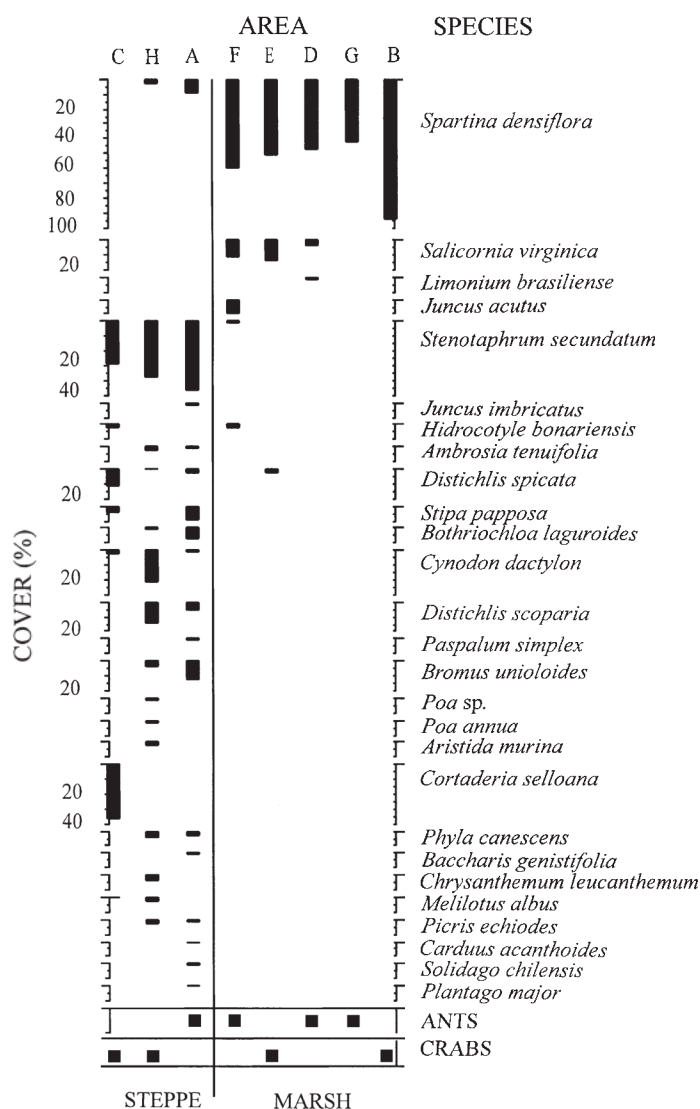 AREA SPECIES
C H A F E D G B
20
40
60
80
100
Spartina densiflora
20
Salicornia virginica
Limonium brasiliense
Juncus acutus
20
40
Stenotaphrum secundatum
Juncus imbricatus
Hidrocotyle bonariensis
Ambrosia tenuifolia
20
Distichlis spicata
Stipa papposa
Bothriochloa laguroides
20
Cynodon dactylon
20
Distichlis scoparia
Paspalum simplex
20
Bromus unioloides
Poa sp.
Poa annua
Aristida murina
20
40
Cortaderia selloana
Phyla canescens
Baccharis genistifolia
Chrysanthemum leucanthemum
Melilotus albus
Picris echiodes
Carduus acanthoides
Solidago chilensis
Plantago major
ANTS
CRABS
STEPPE MARSH
COVER (%)